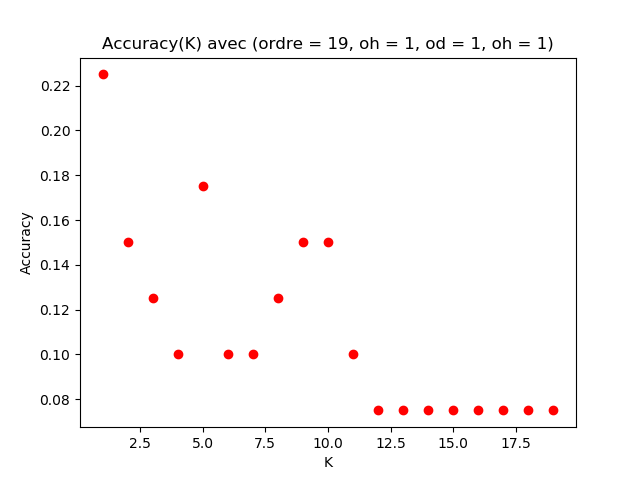 Accuracy(K) avec (ordre = 19, oh = 1, od = 1, oh = 1)
0.22
0.20
0.18
0.16
0.14
0.12
0.10
0.08
Accuracy
2.5 5.0 7.5 10.0 12.5 15.0 17.5
K